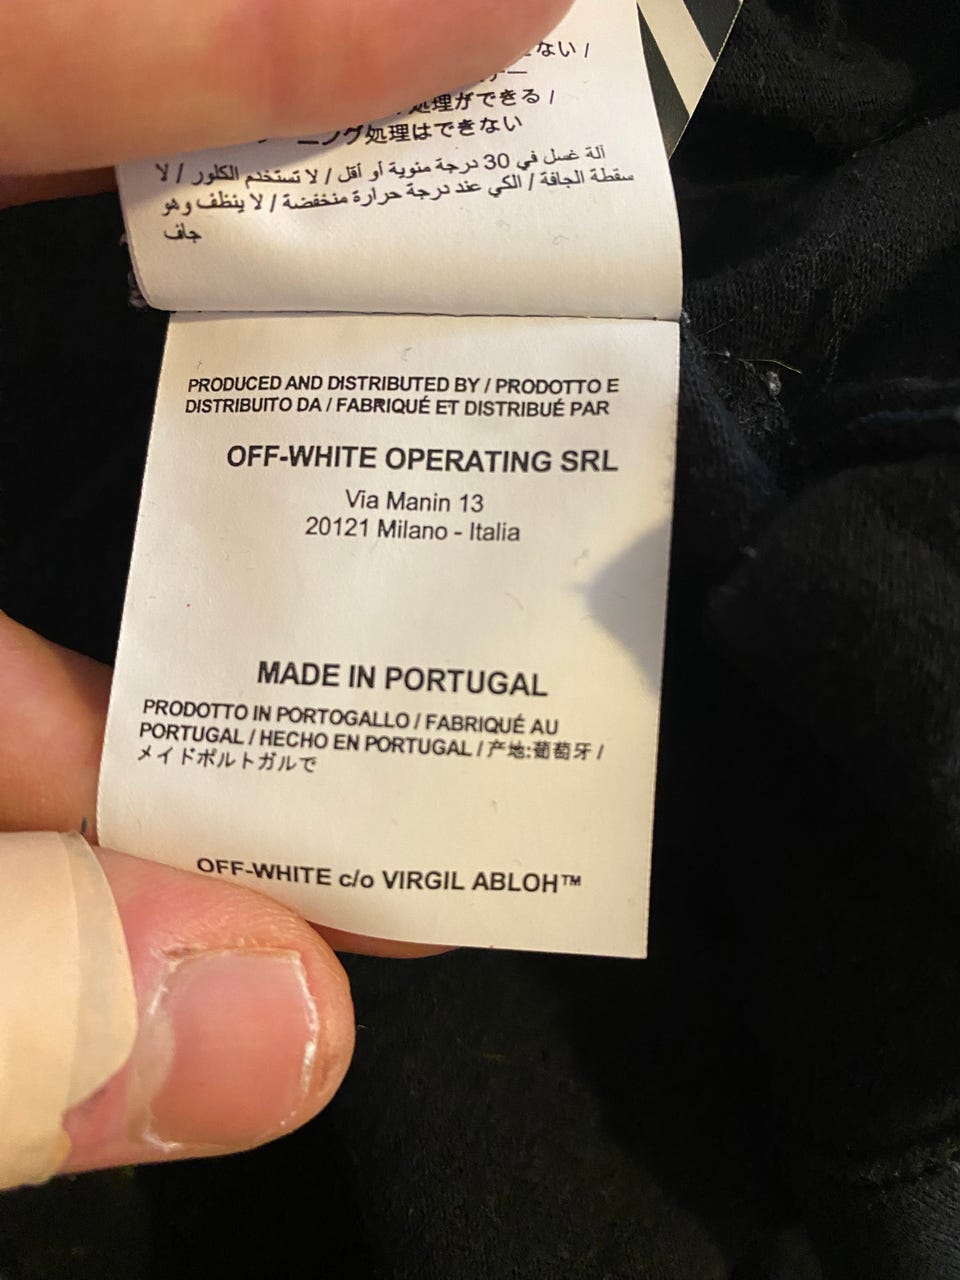 ない /
処理ができる /
ニング処理はできない
آلة غسل في 30 درجة منوية أو أقل / لا تستخدم الكلور / لا
سقطة الجافة / الكي عند درجة حرارة منخفضة / لا ينظف وهو
جاف
PRODUCED AND DISTRIBUTED BY / PRODOTTO E
DISTRIBUITO DA / FABRIQUÉ ET DISTRIBUÉ PAR
OFF-WHITE OPERATING SRL
Via Manin 13
20121 Milano - Italia
MADE IN PORTUGAL
PRODOTTO IN PORTOGALLO / FABRIQUÉ AU
PORTUGAL / HECHO EN PORTUGAL / 产地:葡萄牙 /
メイドポルトガルで
OFF-WHITE c/o VIRGIL ABLOH™